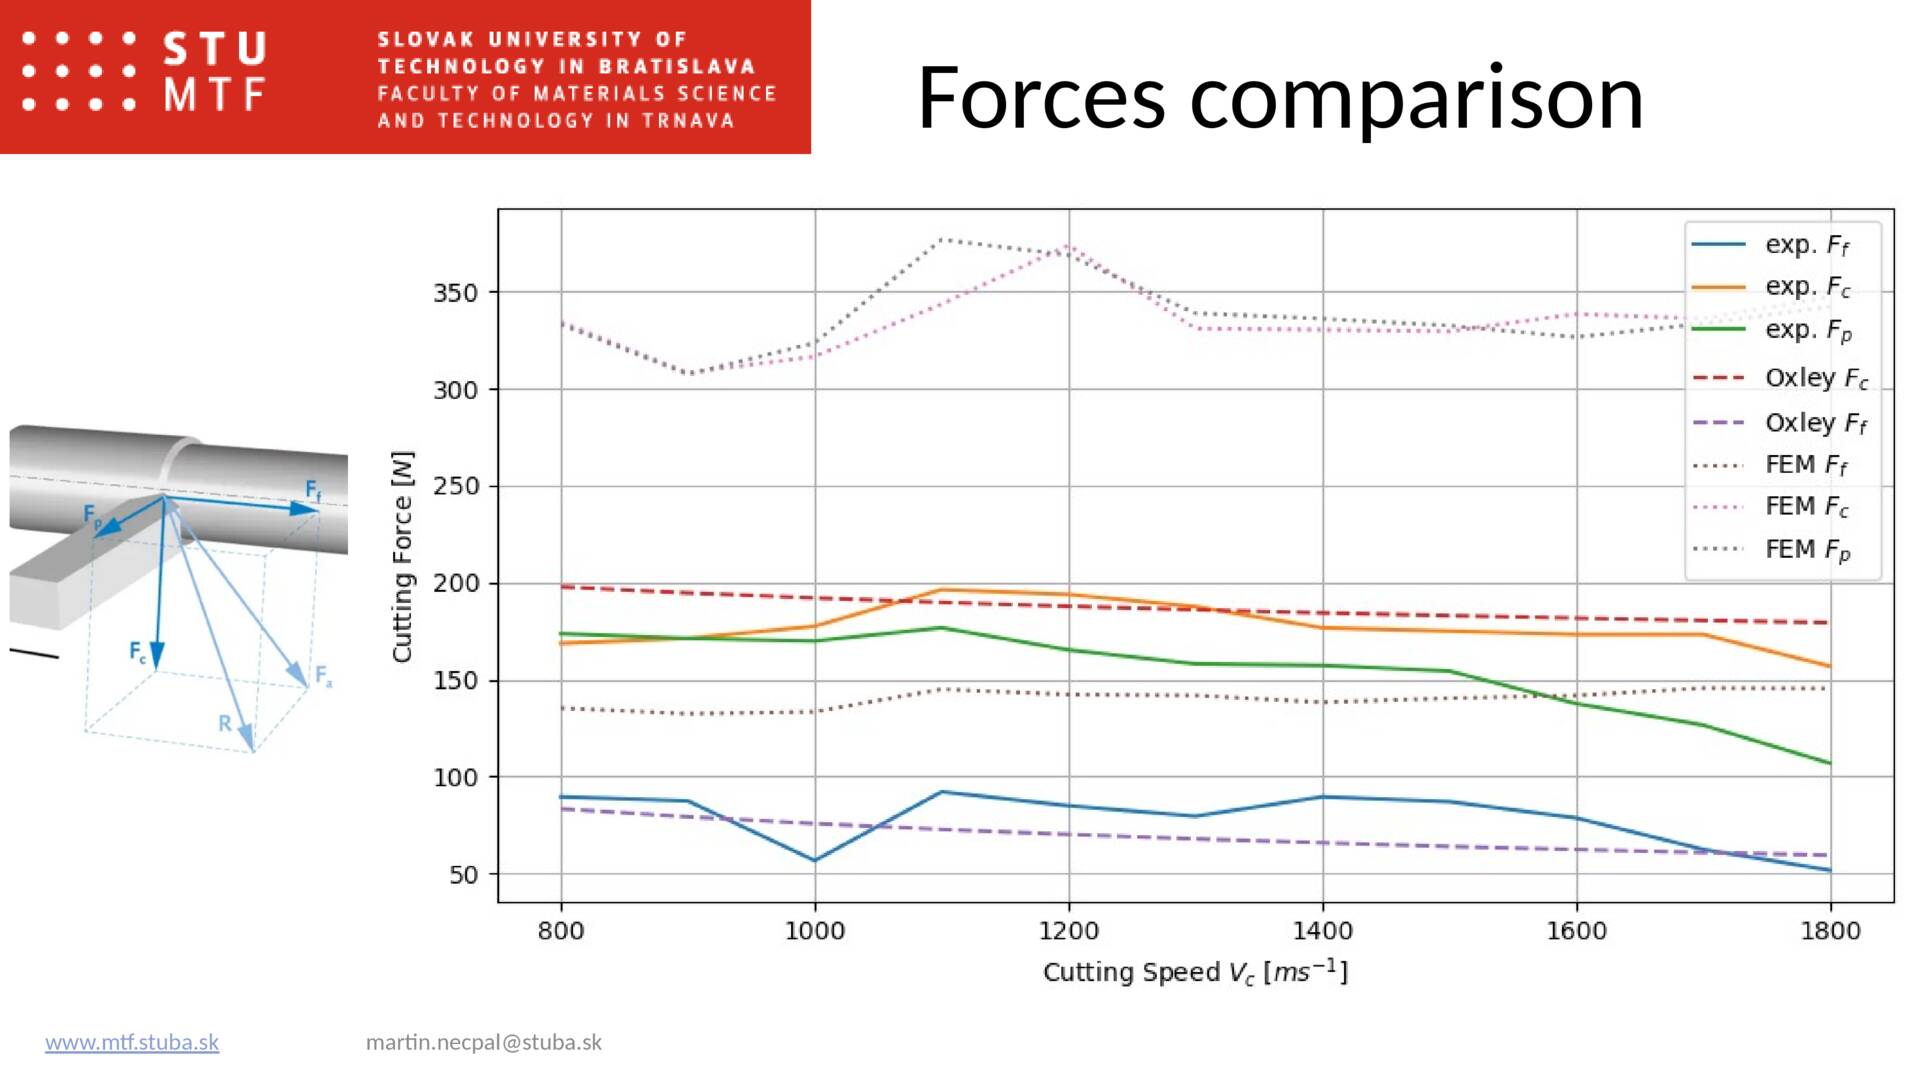 STU
MTF
SLOVAK UNIVERSITY OF
TECHNOLOGY IN BRATISLAVA
FACULTY OF MATERIALS SCIENCE
AND TECHNOLOGY IN TRNAVA
Forces comparison
F_f
F_p
F_c
F_a
R
Cutting Force [N]
350
300
250
200
150
100
50
exp. F_f
exp. F_c
exp. F_p
Oxley F_c
Oxley F_f
FEM F_f
FEM F_c
FEM F_p
800 1000 1200 1400 1600 1800
Cutting Speed V_c [ms⁻¹]
www.mtf.stuba.sk martin.necpal@stuba.sk